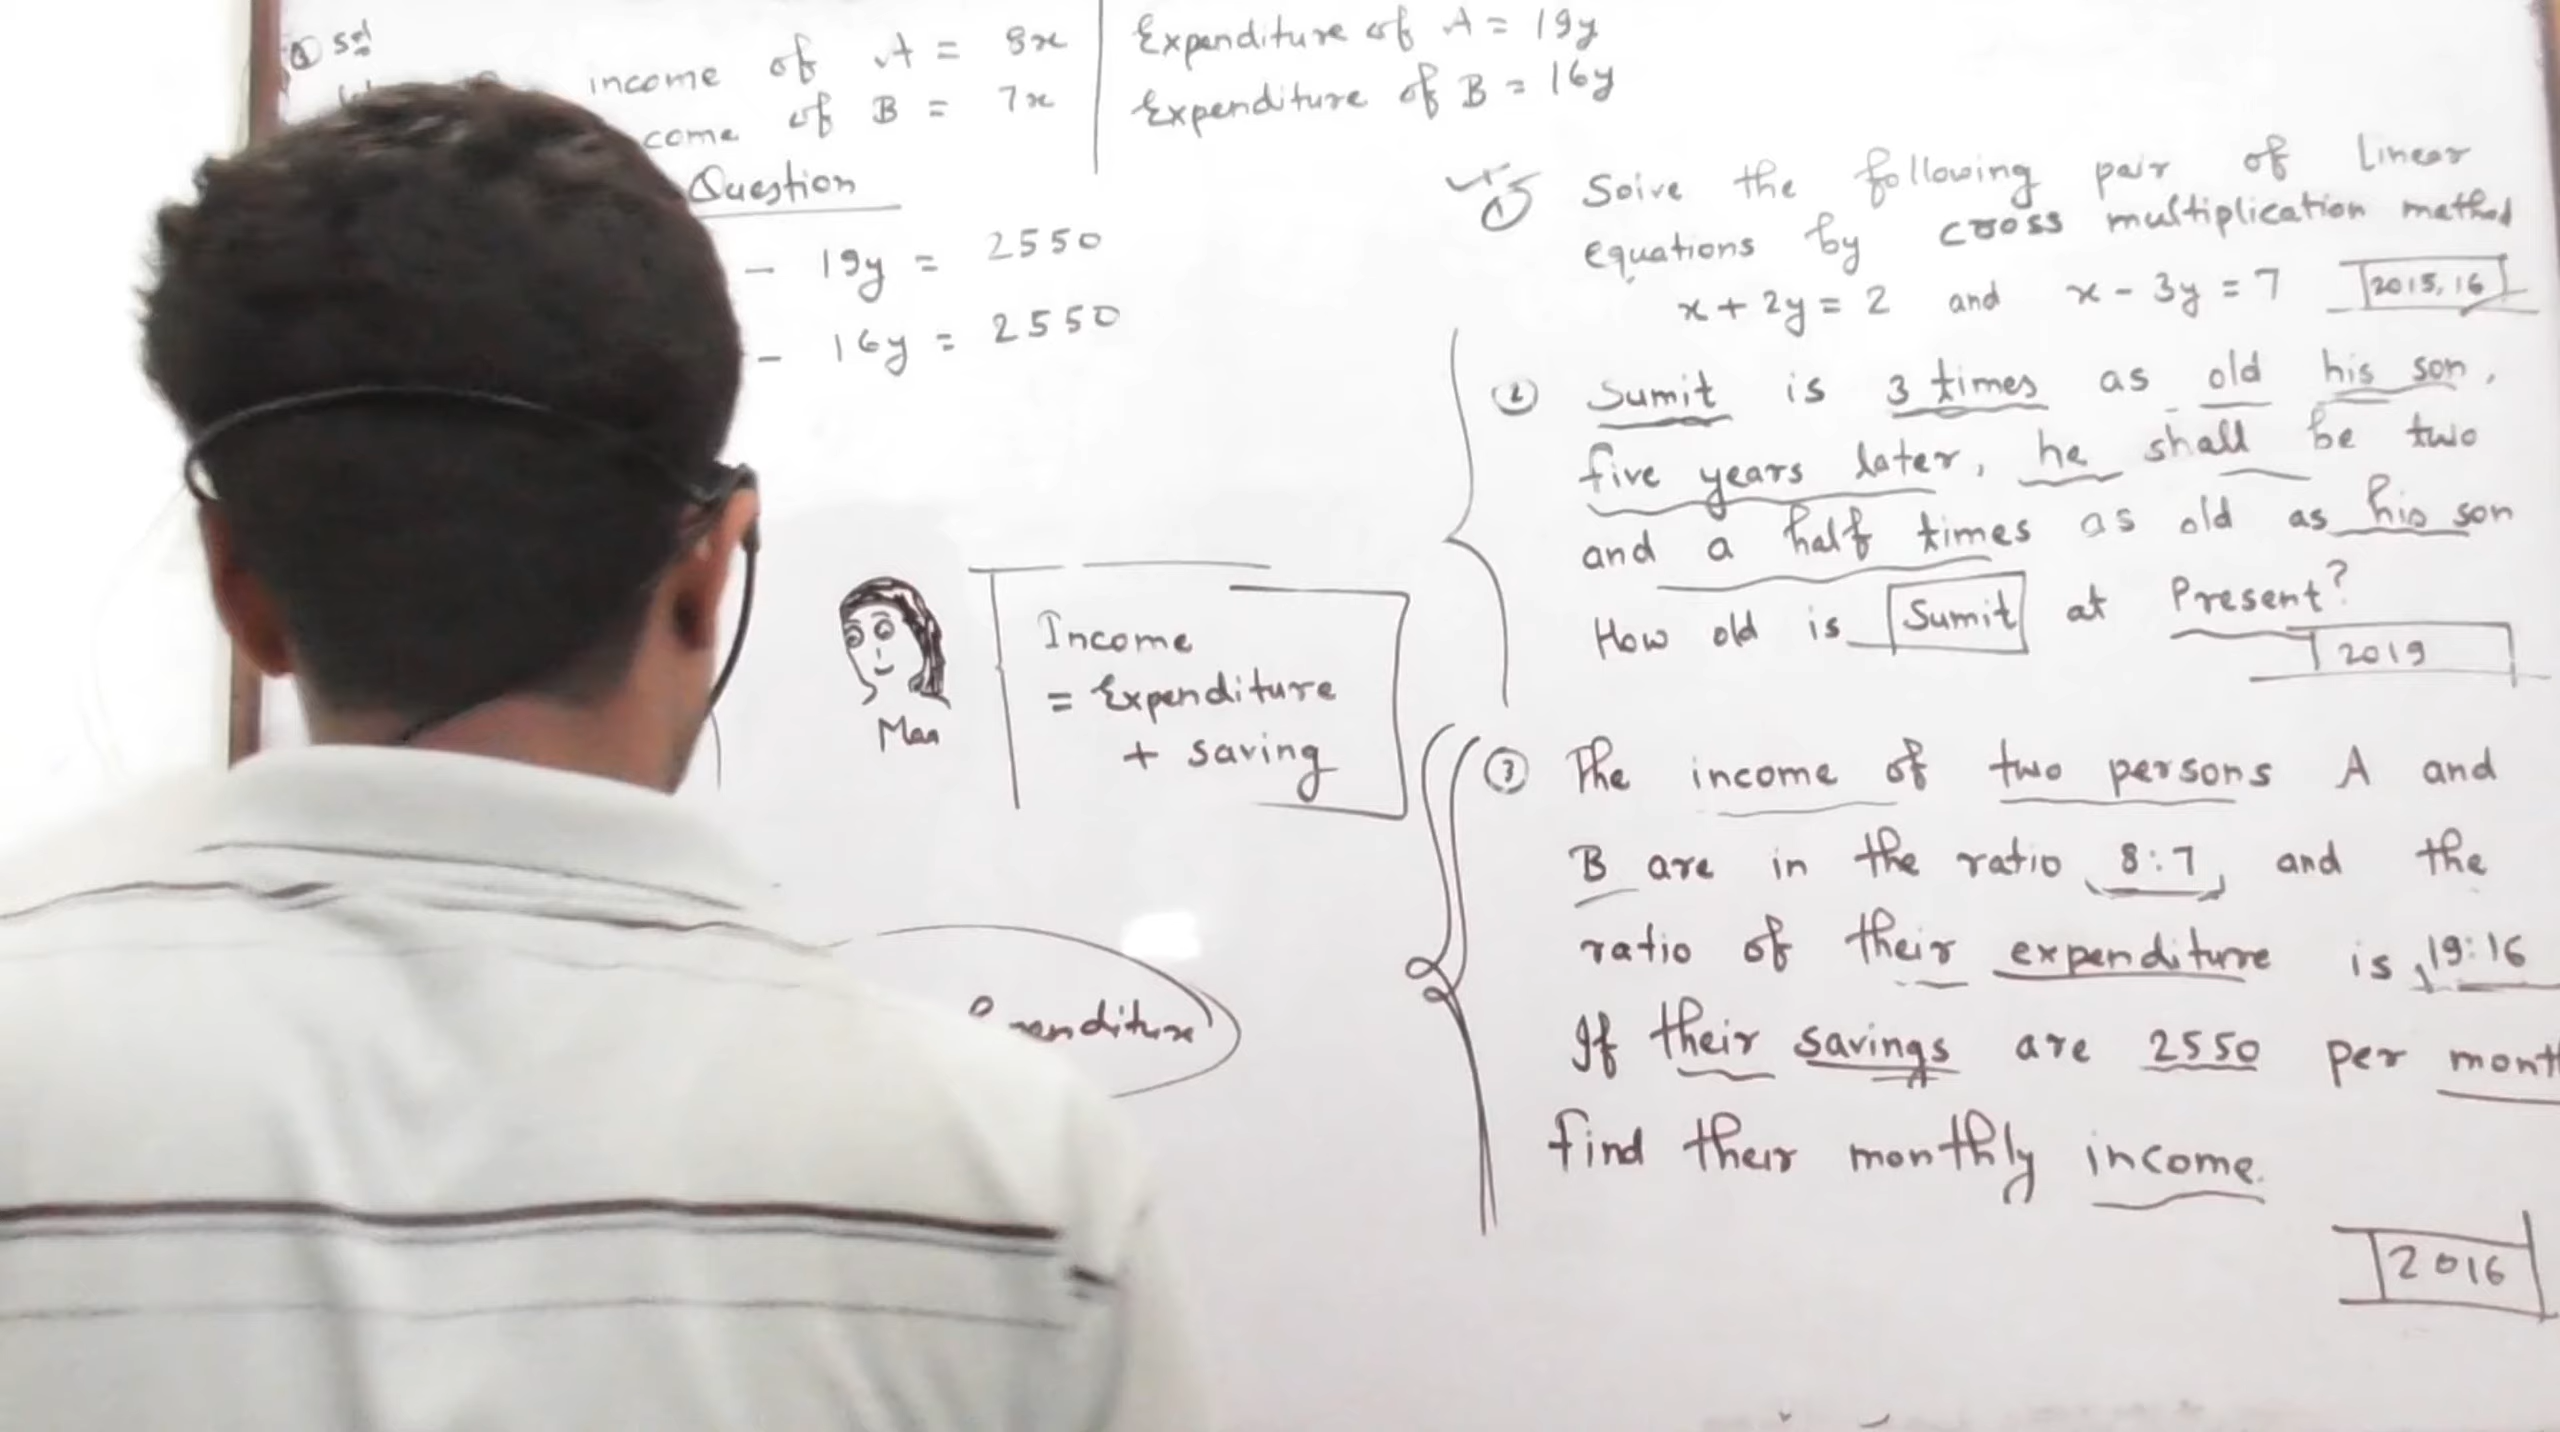 Sol
income of A = 8x
come of B = 7x
Expenditure of A = 19y
Expenditure of B = 16y
Question
- 19y = 2550
- 16y = 2550
Man
Income
= Expenditure
+ saving
enditure
① Solve the following pair of Linear
equations by cross multiplication method
x + 2y = 2 and x - 3y = 7 2015, 16
② Sumit is 3 times as old his son,
five years later, he shall be two
and a half times as old as his son
How old is Sumit at Present?
2019
③ The income of two persons A and
B are in the ratio 8:7 and the
ratio of their expenditure is 19:16
If their savings are 2550 per mont
find their monthly income.
2016